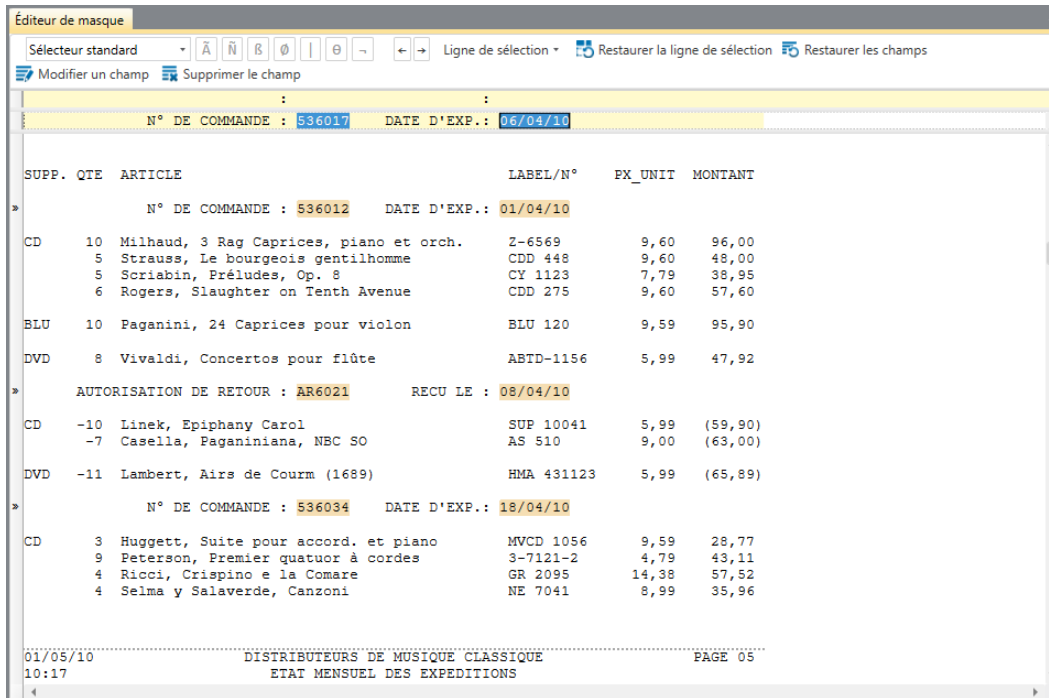 Éditeur de masque
Sélecteur standard Ã Ñ ß Ø | θ ¬ ← → Ligne de sélection Restaurer la ligne de sélection Restaurer les champs
Modifier un champ Supprimer le champ
: :
N° DE COMMANDE : 536017 DATE D'EXP.: 06/04/10
SUPP. QTE ARTICLE LABEL/N° PX_UNIT MONTANT
» N° DE COMMANDE : 536012 DATE D'EXP.: 01/04/10
CD 10 Milhaud, 3 Rag Caprices, piano et orch. Z-6569 9,60 96,00
5 Strauss, Le bourgeois gentilhomme CDD 448 9,60 48,00
5 Scriabin, Préludes, Op. 8 CY 1123 7,79 38,95
6 Rogers, Slaughter on Tenth Avenue CDD 275 9,60 57,60
BLU 10 Paganini, 24 Caprices pour violon BLU 120 9,59 95,90
DVD 8 Vivaldi, Concertos pour flûte ABTD-1156 5,99 47,92
» AUTORISATION DE RETOUR : AR6021 RECU LE : 08/04/10
CD -10 Linek, Epiphany Carol SUP 10041 5,99 (59,90)
-7 Casella, Paganiniana, NBC SO AS 510 9,00 (63,00)
DVD -11 Lambert, Airs de Courm (1689) HMA 431123 5,99 (65,89)
» N° DE COMMANDE : 536034 DATE D'EXP.: 18/04/10
CD 3 Huggett, Suite pour accord. et piano MVCD 1056 9,59 28,77
9 Peterson, Premier quatuor à cordes 3-7121-2 4,79 43,11
4 Ricci, Crispino e la Comare GR 2095 14,38 57,52
4 Selma y Salaverde, Canzoni NE 7041 8,99 35,96
01/05/10 DISTRIBUTEURS DE MUSIQUE CLASSIQUE PAGE 05
10:17 ETAT MENSUEL DES EXPEDITIONS